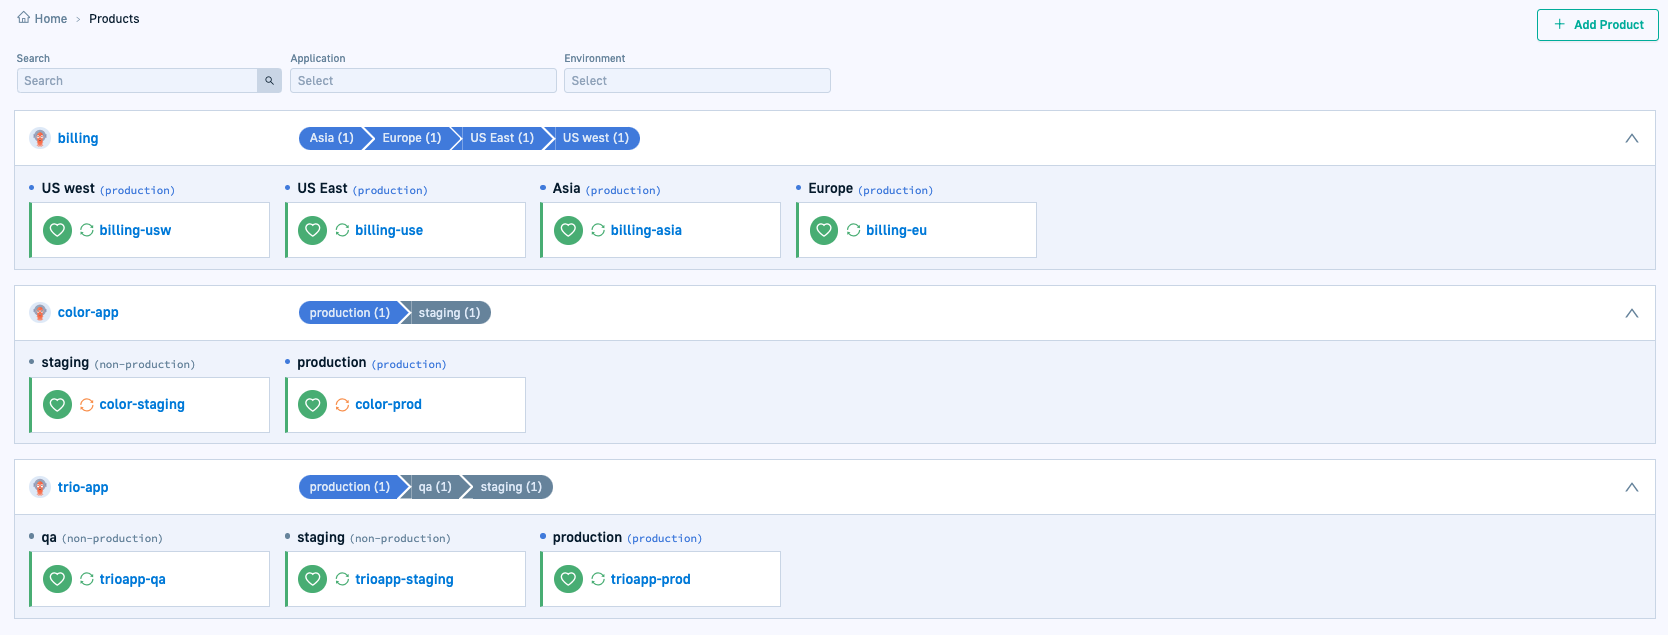 Home > Products
+ Add Product
Search Application Environment
Search Select Select
billing Asia (1) Europe (1) US East (1) US west (1)
US west (production) US East (production) Asia (production) Europe (production)
billing-usw billing-use billing-asia billing-eu
color-app production (1) staging (1)
staging (non-production) production (production)
color-staging color-prod
trio-app production (1) qa (1) staging (1)
qa (non-production) staging (non-production) production (production)
trioapp-qa trioapp-staging trioapp-prod